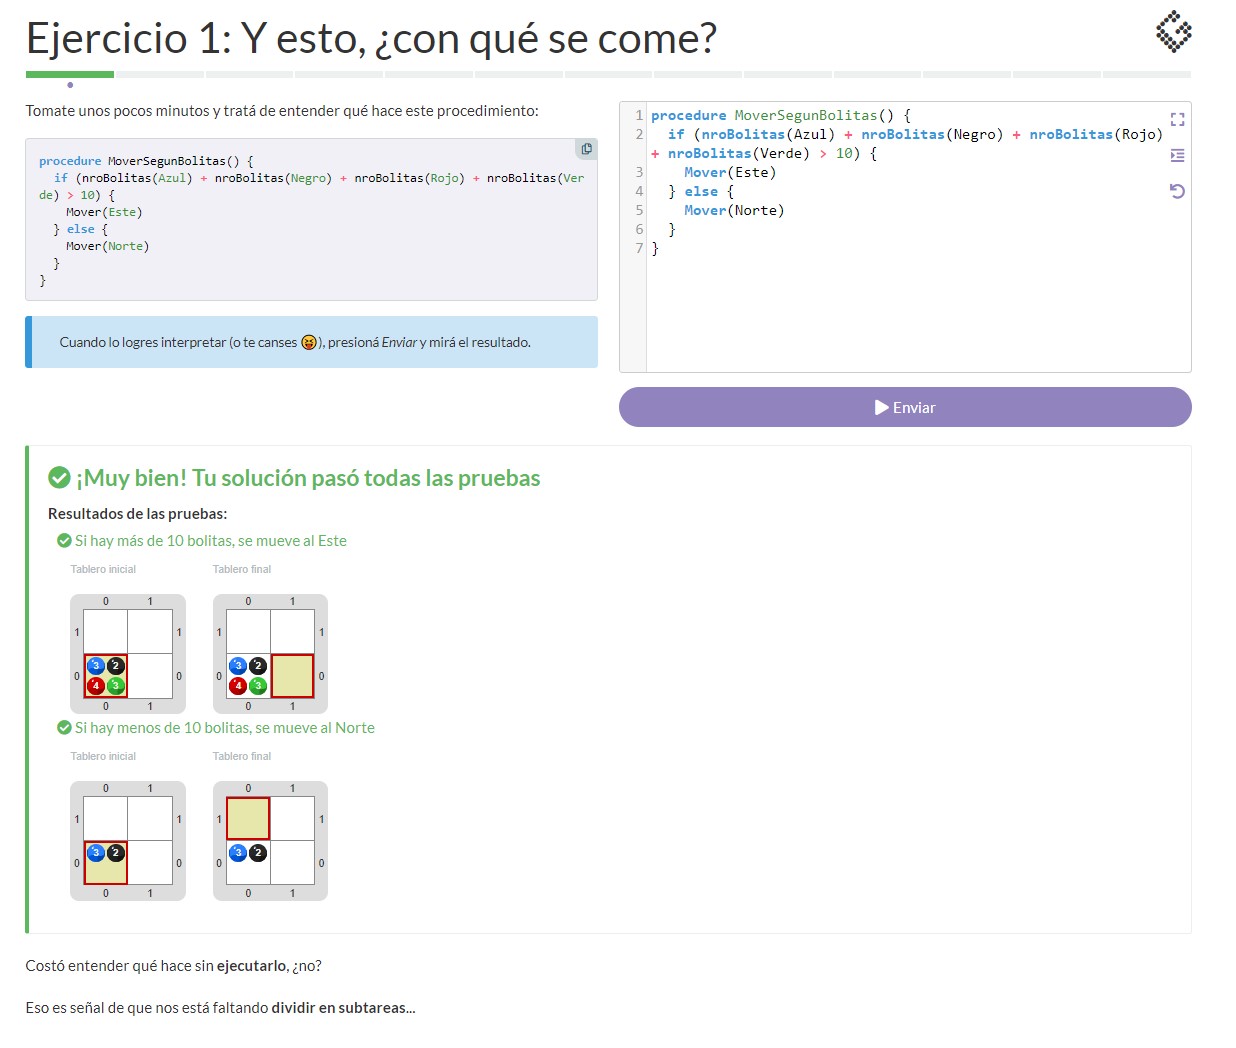 Ejercicio 1: Y esto, ¿con qué se come?
Tomate unos pocos minutos y tratá de entender qué hace este procedimiento:
procedure MoverSegunBolitas() {
if (nroBolitas(Azul) + nroBolitas(Negro) + nroBolitas(Rojo) + nroBolitas(Ver
de) > 10) {
Mover(Este)
} else {
Mover(Norte)
}
}
Cuando lo logres interpretar (o te canses 😝), presioná Enviar y mirá el resultado.
1 procedure MoverSegunBolitas() {
2 if (nroBolitas(Azul) + nroBolitas(Negro) + nroBolitas(Rojo)
+ nroBolitas(Verde) > 10) {
3 Mover(Este)
4 } else {
5 Mover(Norte)
6 }
7 }
Enviar
¡Muy bien! Tu solución pasó todas las pruebas
Resultados de las pruebas:
Si hay más de 10 bolitas, se mueve al Este
Tablero inicial Tablero final
0 1 0 1
1 1 1 1
3 2 3 2
0 0 0 0
4 3 4 3
0 1 0 1
Si hay menos de 10 bolitas, se mueve al Norte
Tablero inicial Tablero final
0 1 0 1
1 1 1 1
3 2 3 2
0 0 0 0
0 1 0 1
Costó entender qué hace sin ejecutarlo, ¿no?
Eso es señal de que nos está faltando dividir en subtareas...